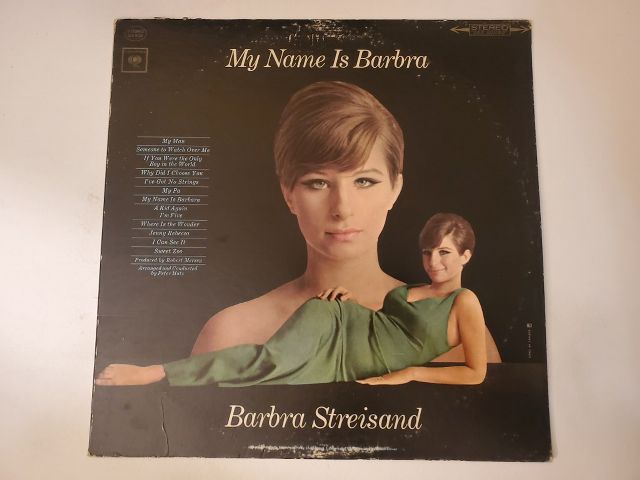 STEREO
My Name Is Barbra
My Man
Someone to Watch Over Me
If You Were the Only
Boy in the World
Why Did I Choose You
I've Got No Strings
My Pa
My Name Is Barbara
A Kid Again
I'm Five
Where Is the Wonder
Jenny Rebecca
I Can See It
Sweet Zoo
Produced by Robert Mersey
Arranged and Conducted
by Peter Matz
Barbra Streisand